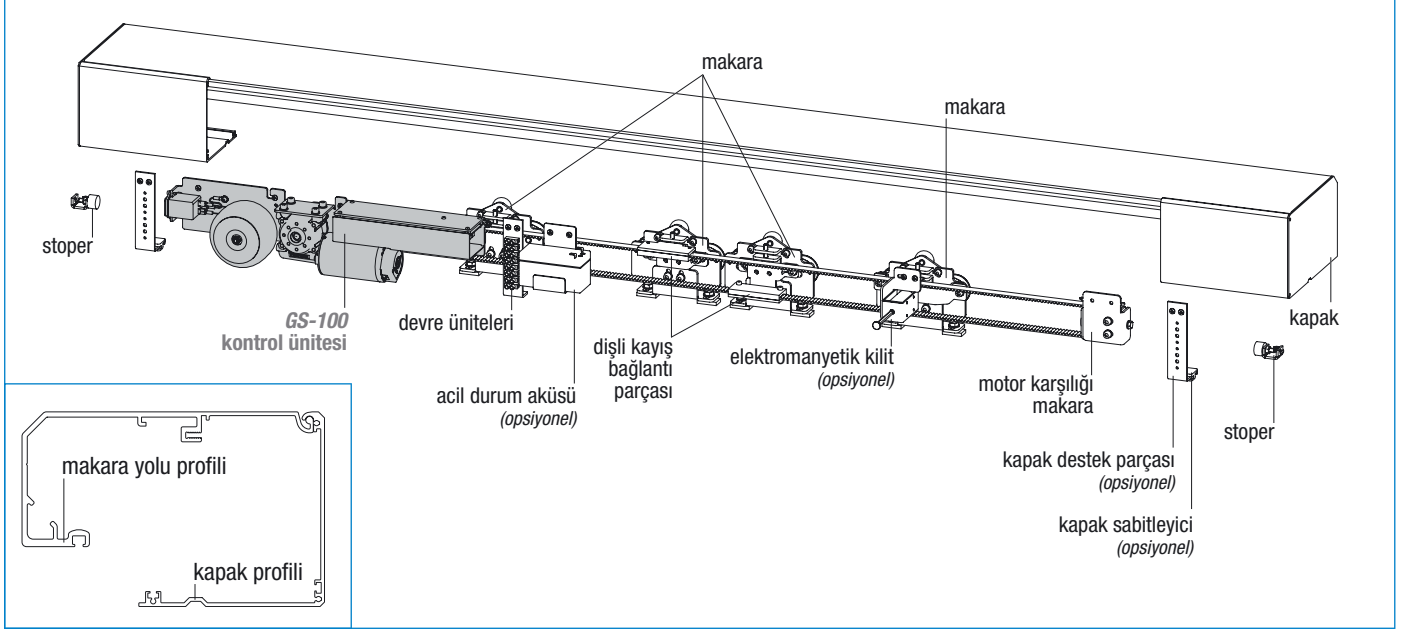 makara
makara
stoper
GS-100
kontrol ünitesi
devre üniteleri
acil durum aküsü
(opsiyonel)
dişli kayış
bağlantı
parçası
elektromanyetik kilit
(opsiyonel)
motor karşılığı
makara
kapak
stoper
kapak destek parçası
(opsiyonel)
kapak sabitleyici
(opsiyonel)
makara yolu profili
kapak profili